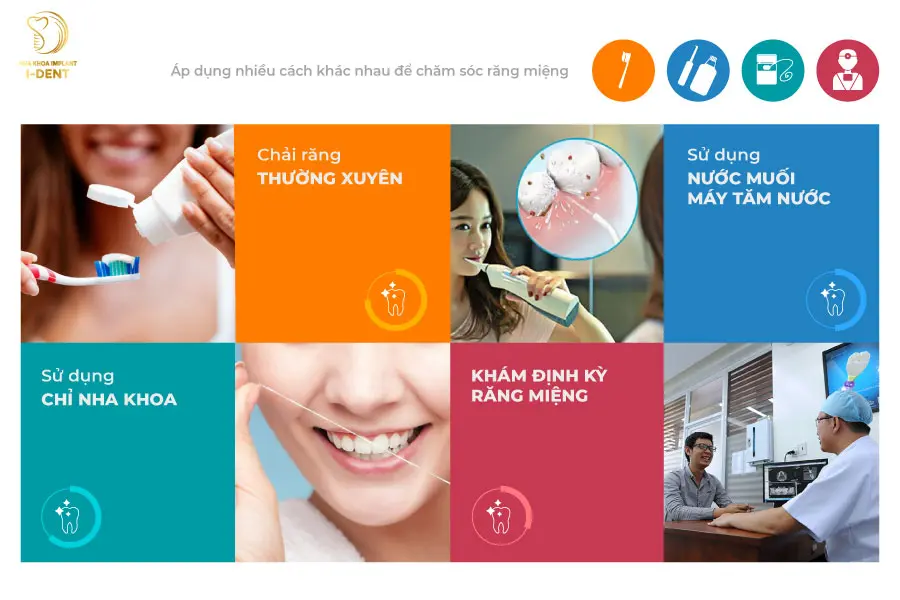 NHA KHOA IMPLANT
I-DENT
Áp dụng nhiều cách khác nhau để chăm sóc răng miệng
Chải răng
THƯỜNG XUYÊN
Sử dụng
NƯỚC MUỐI
MÁY TĂM NƯỚC
Sử dụng
CHỈ NHA KHOA
KHÁM ĐỊNH KỲ
RĂNG MIỆNG